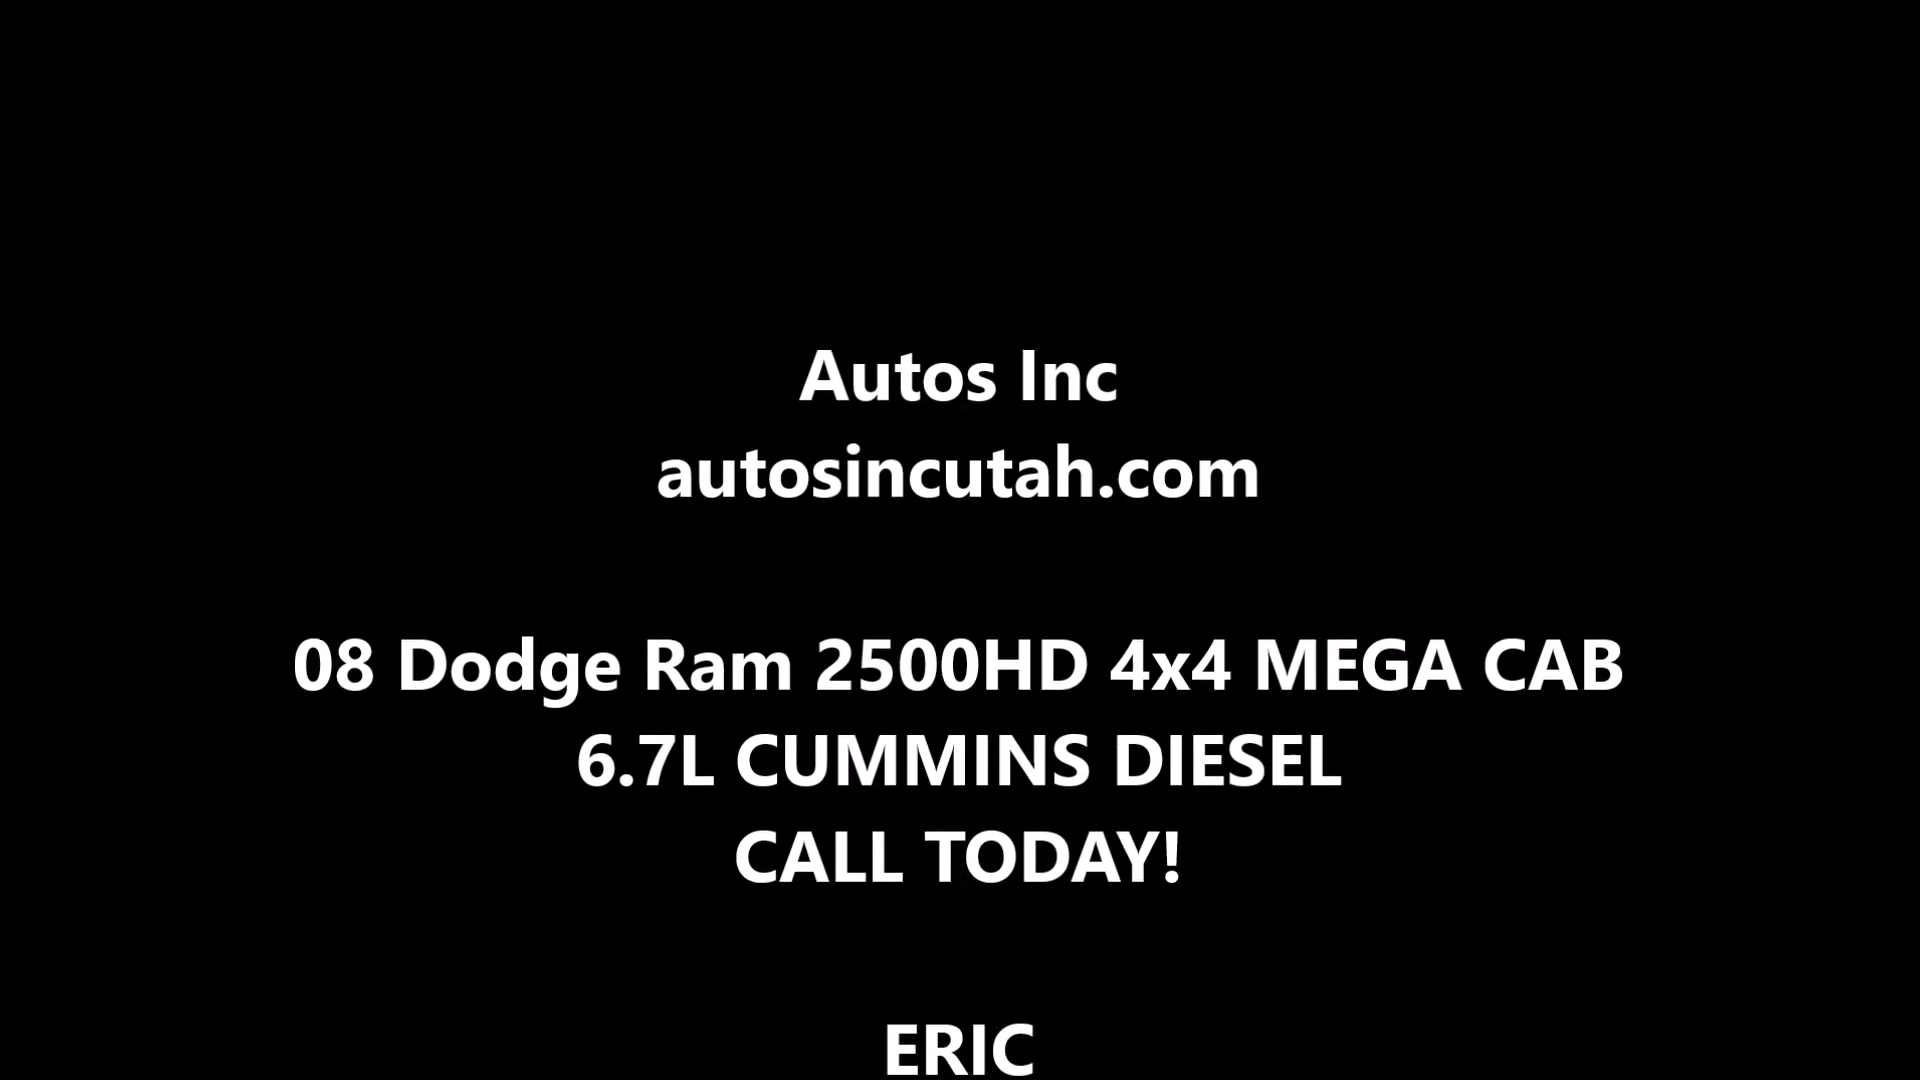 Autos Inc
autosincutah.com
08 Dodge Ram 2500HD 4x4 MEGA CAB
6.7L CUMMINS DIESEL
CALL TODAY!
ERIC